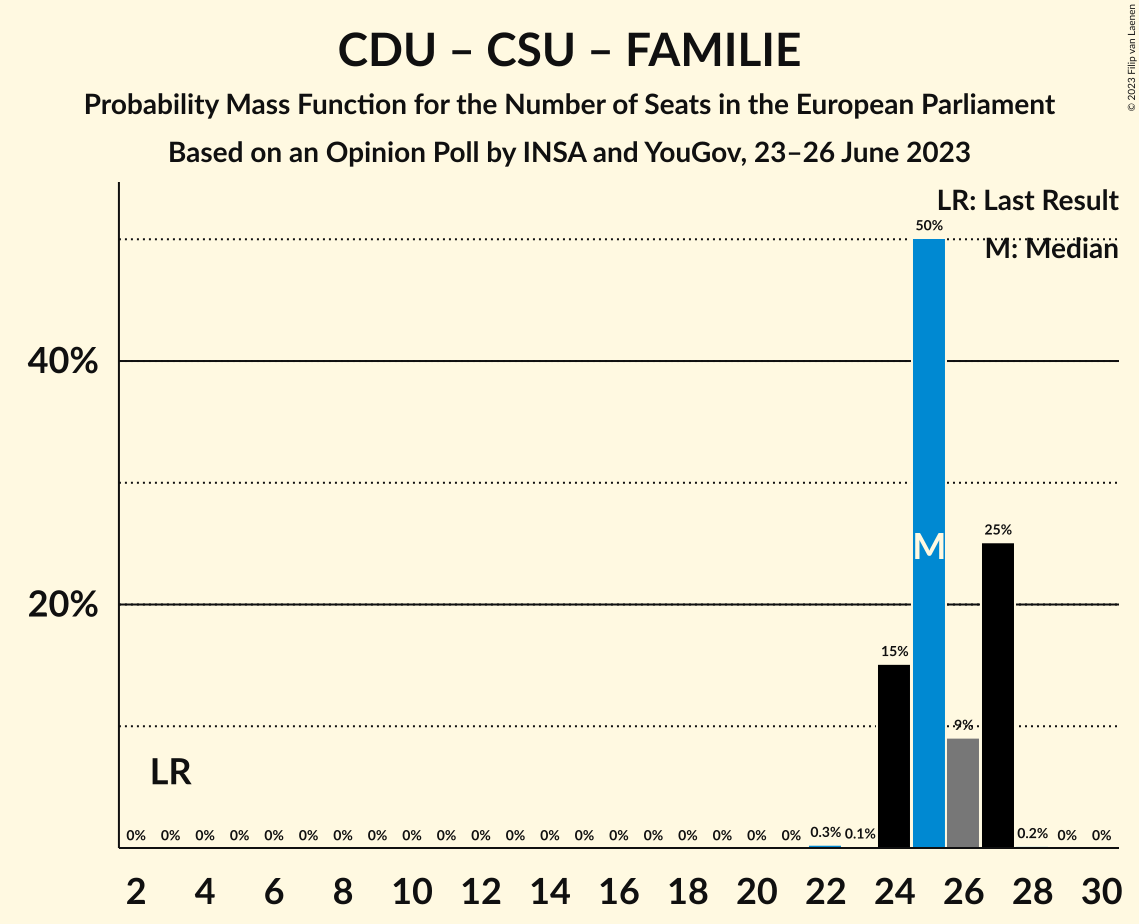 CDU – CSU – FAMILIE
Probability Mass Function for the Number of Seats in the European Parliament
Based on an Opinion Poll by INSA and YouGov, 23–26 June 2023
© 2023 Filip van Laenen
LR: Last Result
M: Median
50%
40%
25%
M
20%
15%
9%
LR
0% 0% 0% 0% 0% 0% 0% 0% 0% 0% 0% 0% 0% 0% 0% 0% 0% 0% 0% 0% 0.3% 0.1% 0.2% 0% 0%
2 4 6 8 10 12 14 16 18 20 22 24 26 28 30